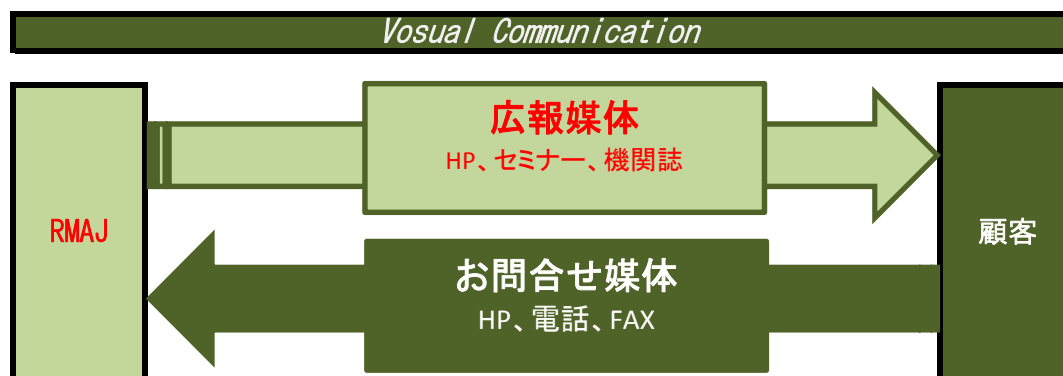 Vosual Communication
広報媒体
HP、セミナー、機関誌
RMAJ
顧客
お問合せ媒体
HP、電話、FAX